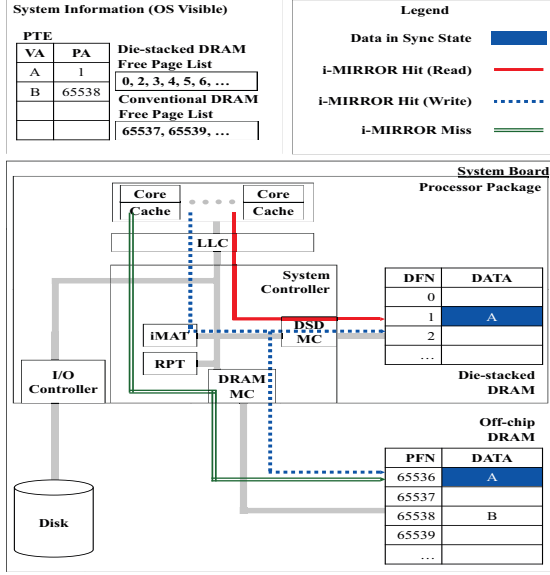 System Information (OS Visible)
PTE
VA PA
A 1
B 65538
Die-stacked DRAM
Free Page List
0, 2, 3, 4, 5, 6, …
Conventional DRAM
Free Page List
65537, 65539, …
Legend
Data in Sync State
i-MIRROR Hit (Read)
i-MIRROR Hit (Write)
i-MIRROR Miss
System Board
Processor Package
Core
Cache
Core
Cache
LLC
System
Controller
iMAT
RPT
DSD
MC
DRAM
MC
I/O
Controller
Disk
DFN DATA
0
1 A
2
…
Die-stacked
DRAM
Off-chip
DRAM
PFN DATA
65536 A
65537
65538 B
65539
…